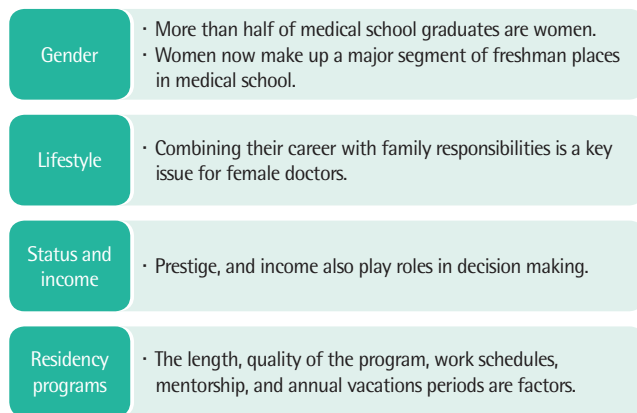 Gender
· More than half of medical school graduates are women.
· Women now make up a major segment of freshman places
in medical school.
Lifestyle
· Combining their career with family responsibilities is a key
issue for female doctors.
Status and
income
· Prestige, and income also play roles in decision making.
Residency
programs
· The length, quality of the program, work schedules,
mentorship, and annual vacations periods are factors.